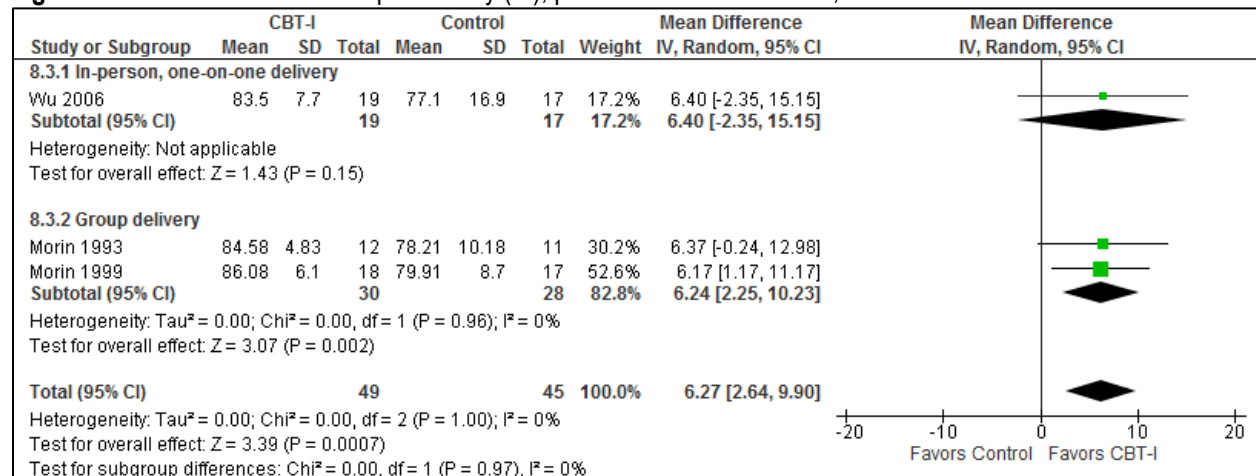 CBT-I Control Mean Difference Mean Difference
Study or Subgroup Mean SD Total Mean SD Total Weight IV, Random, 95% CI IV, Random, 95% CI
8.3.1 In-person, one-on-one delivery
Wu 2006 83.5 7.7 19 77.1 16.9 17 17.2% 6.40 [-2.35, 15.15]
Subtotal (95% CI) 19 17 17.2% 6.40 [-2.35, 15.15]
Heterogeneity: Not applicable
Test for overall effect: Z = 1.43 (P = 0.15)
8.3.2 Group delivery
Morin 1993 84.58 4.83 12 78.21 10.18 11 30.2% 6.37 [-0.24, 12.98]
Morin 1999 86.08 6.1 18 79.91 8.7 17 52.6% 6.17 [1.17, 11.17]
Subtotal (95% CI) 30 28 82.8% 6.24 [2.25, 10.23]
Heterogeneity: Tau² = 0.00; Chi² = 0.00, df = 1 (P = 0.96); I² = 0%
Test for overall effect: Z = 3.07 (P = 0.002)
Total (95% CI) 49 45 100.0% 6.27 [2.64, 9.90]
Heterogeneity: Tau² = 0.00; Chi² = 0.00, df = 2 (P = 1.00); I² = 0%
Test for overall effect: Z = 3.39 (P = 0.0007)
Test for subgroup differences: Chi² = 0.00, df = 1 (P = 0.97), I² = 0%
-20 -10 0 10 20
Favors Control Favors CBT-I